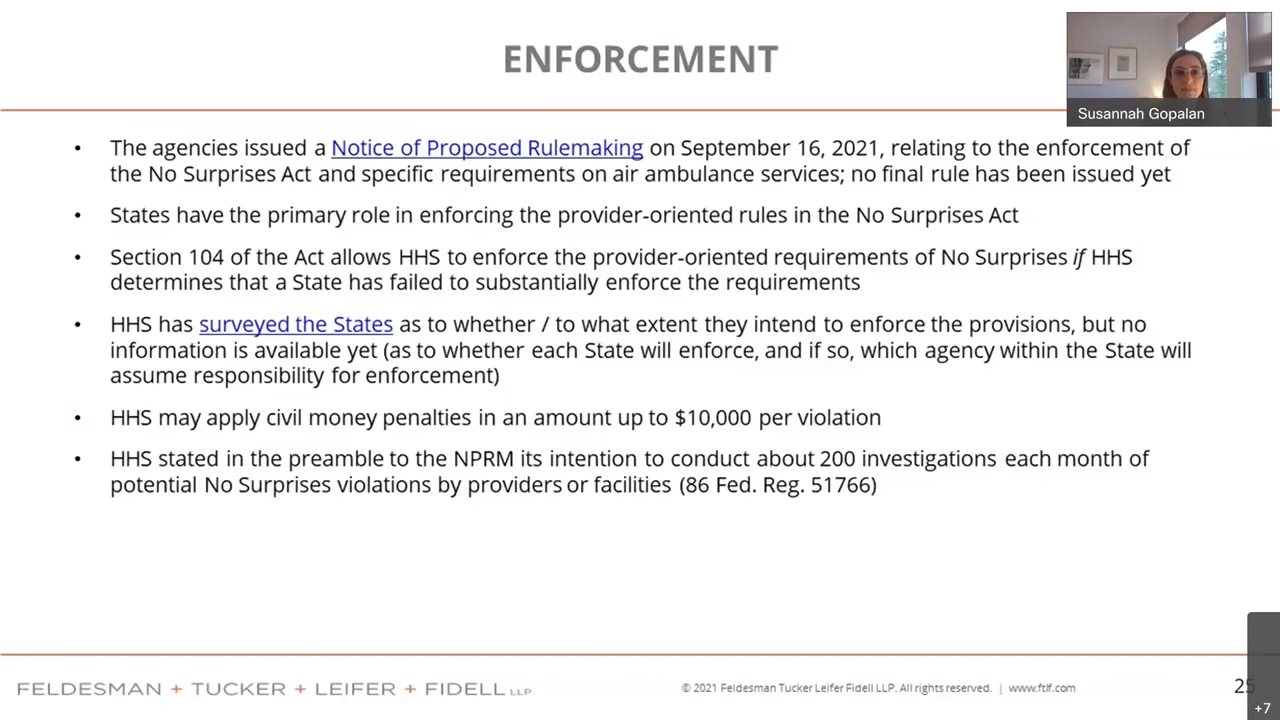 ENFORCEMENT
Susannah Gopalan
• The agencies issued a Notice of Proposed Rulemaking on September 16, 2021, relating to the enforcement of
the No Surprises Act and specific requirements on air ambulance services; no final rule has been issued yet
• States have the primary role in enforcing the provider-oriented rules in the No Surprises Act
• Section 104 of the Act allows HHS to enforce the provider-oriented requirements of No Surprises if HHS
determines that a State has failed to substantially enforce the requirements
• HHS has surveyed the States as to whether / to what extent they intend to enforce the provisions, but no
information is available yet (as to whether each State will enforce, and if so, which agency within the State will
assume responsibility for enforcement)
• HHS may apply civil money penalties in an amount up to $10,000 per violation
• HHS stated in the preamble to the NPRM its intention to conduct about 200 investigations each month of
potential No Surprises violations by providers or facilities (86 Fed. Reg. 51766)
FELDESMAN + TUCKER + LEIFER + FIDELL LLP
© 2021 Feldesman Tucker Leifer Fidell LLP. All rights reserved. | www.ftlf.com
25
+7